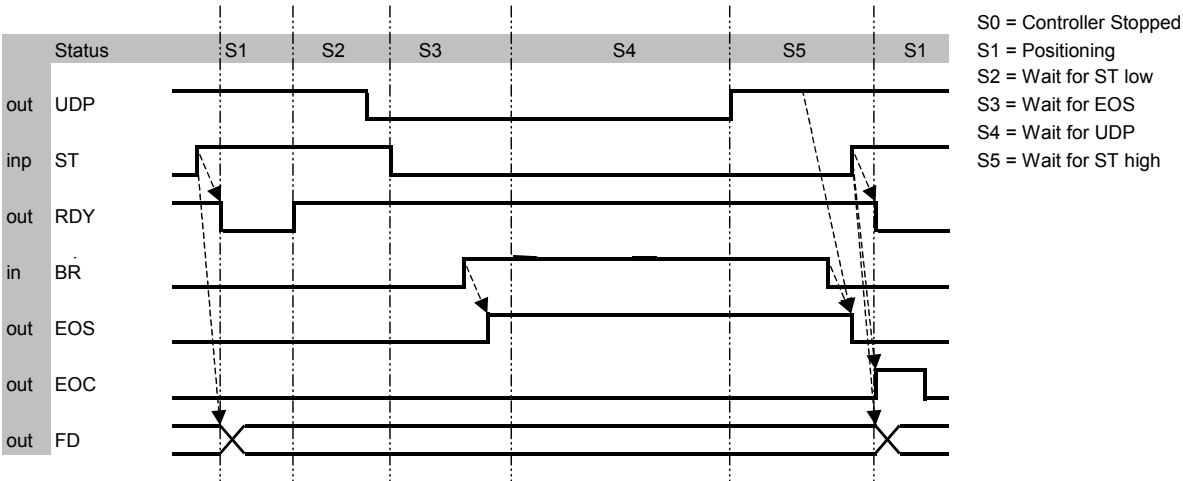 Status S1 S2 S3 S4 S5 S1
out UDP
inp ST
out RDY
in BR
out EOS
out EOC
out FD
S0 = Controller Stopped
S1 = Positioning
S2 = Wait for ST low
S3 = Wait for EOS
S4 = Wait for UDP
S5 = Wait for ST high